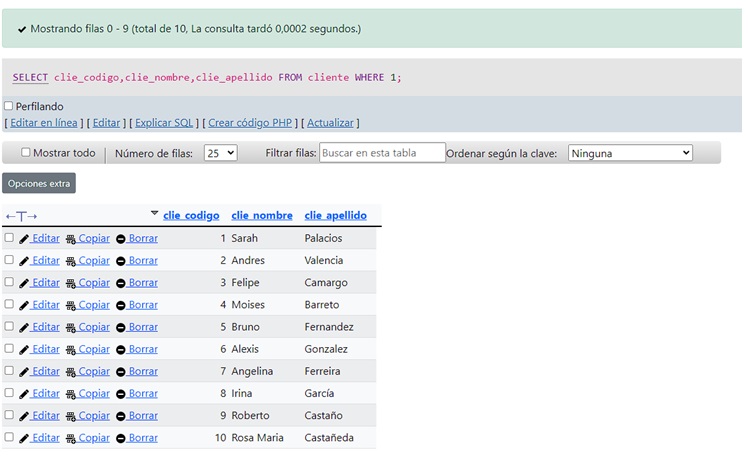 Mostrando filas 0 - 9 (total de 10, La consulta tardó 0,0002 segundos.)
SELECT clie_codigo,clie_nombre,clie_apellido FROM cliente WHERE 1;
Perfilando
[ Editar en línea ] [ Editar ] [ Explicar SQL ] [ Crear código PHP ] [ Actualizar ]
Mostrar todo Número de filas: 25 Filtrar filas: Buscar en esta tabla Ordenar según la clave: Ninguna
Opciones extra
←T→ clie_codigo clie_nombre clie_apellido
Editar Copiar Borrar 1 Sarah Palacios
Editar Copiar Borrar 2 Andres Valencia
Editar Copiar Borrar 3 Felipe Camargo
Editar Copiar Borrar 4 Moises Barreto
Editar Copiar Borrar 5 Bruno Fernandez
Editar Copiar Borrar 6 Alexis Gonzalez
Editar Copiar Borrar 7 Angelina Ferreira
Editar Copiar Borrar 8 Irina García
Editar Copiar Borrar 9 Roberto Castaño
Editar Copiar Borrar 10 Rosa Maria Castañeda